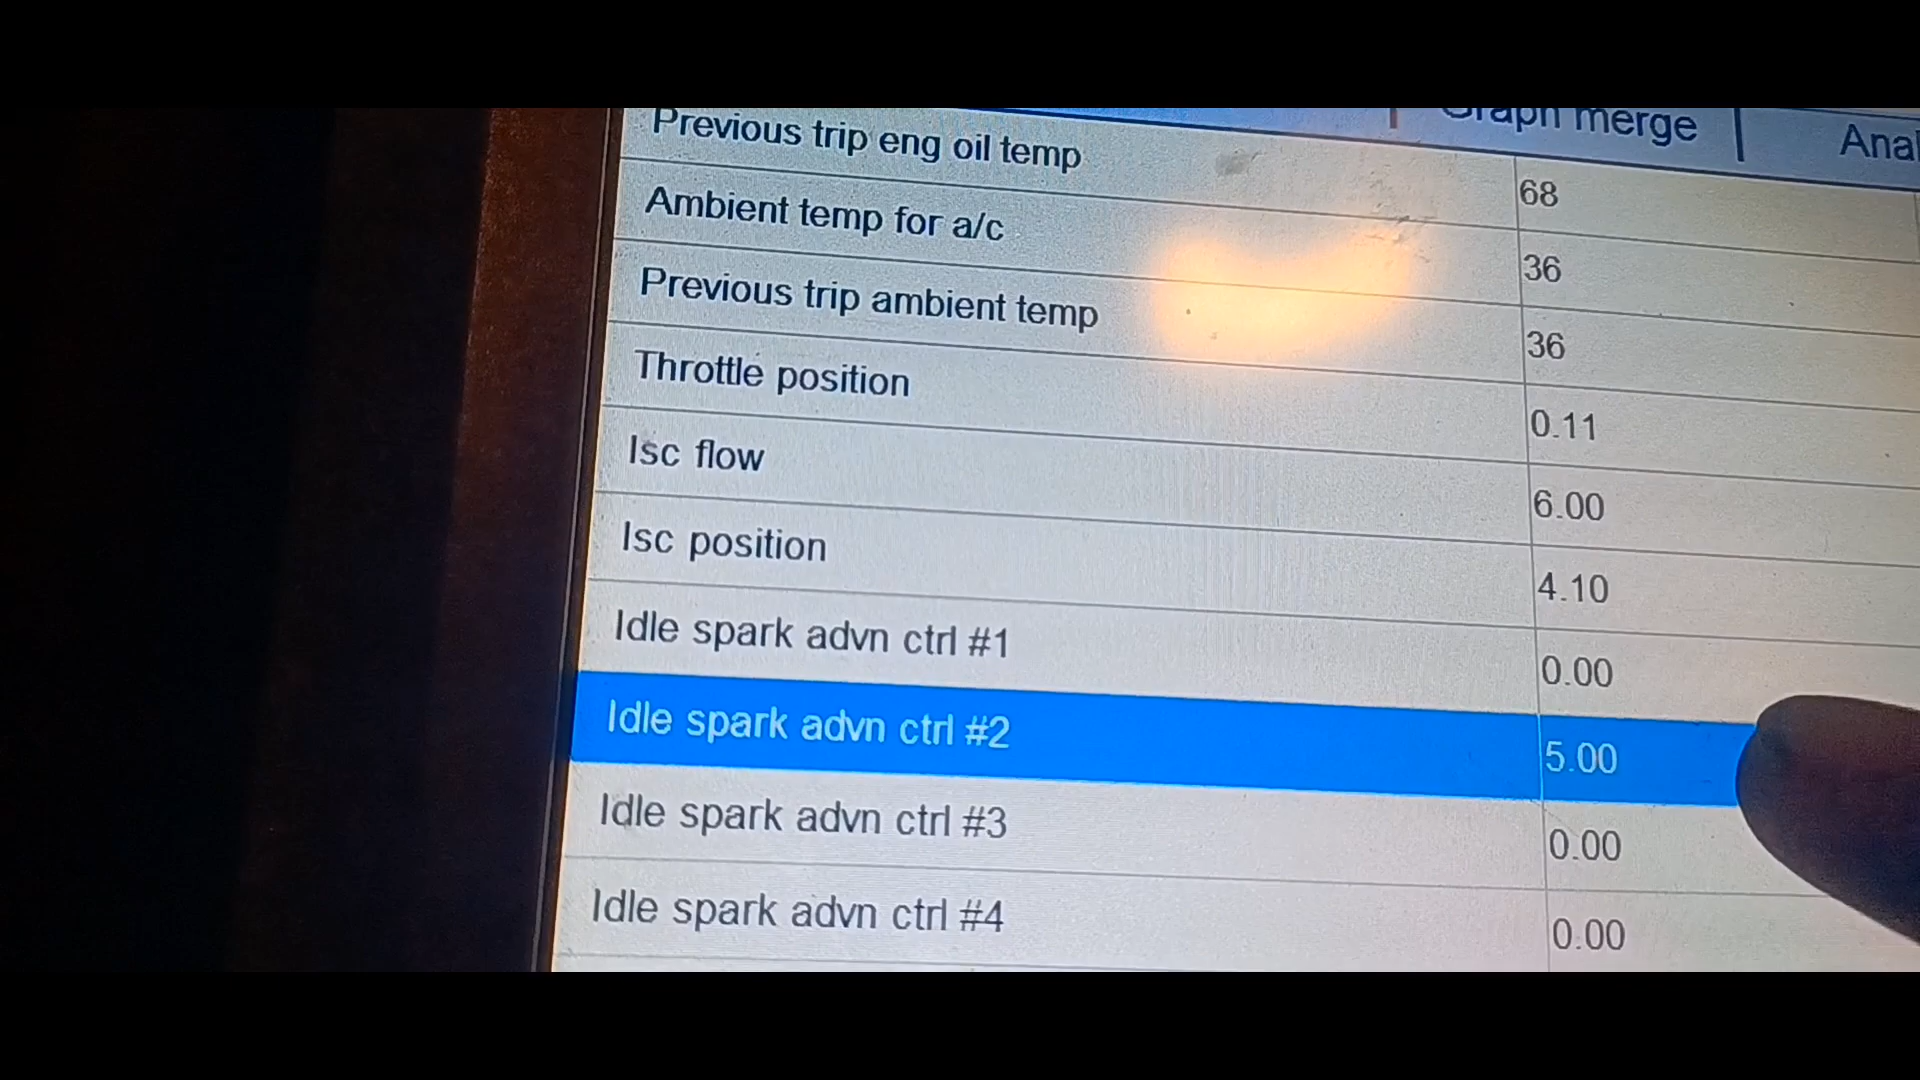 Graph merge
Previous trip eng oil temp 68
Ambient temp for a/c 36
Previous trip ambient temp 36
Throttle position 0.11
Isc flow 6.00
Isc position 4.10
Idle spark advn ctrl #1 0.00
Idle spark advn ctrl #2 5.00
Idle spark advn ctrl #3 0.00
Idle spark advn ctrl #4 0.00